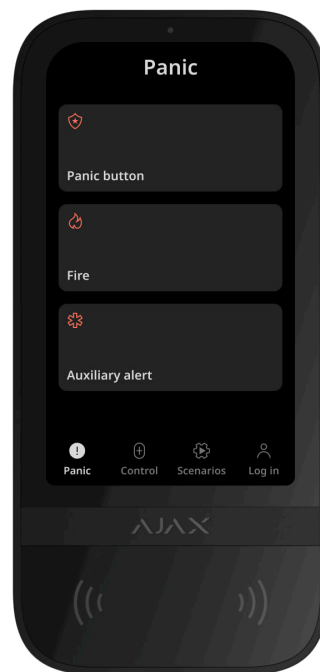 Panic
Panic button
Fire
Auxiliary alert
Panic Control Scenarios Log in
AJAX